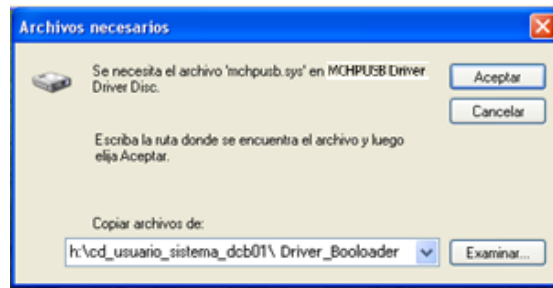 Archivos necesarios
Se necesita el archivo 'mchpusb.sys' en MCHPUSB Driver
Driver Disc.
Aceptar
Cancelar
Escriba la ruta donde se encuentra el archivo y luego
elija Aceptar.
Copiar archivos de:
h:\cd_usuario_sistema_dcb01\ Driver_Booloader
Examinar...